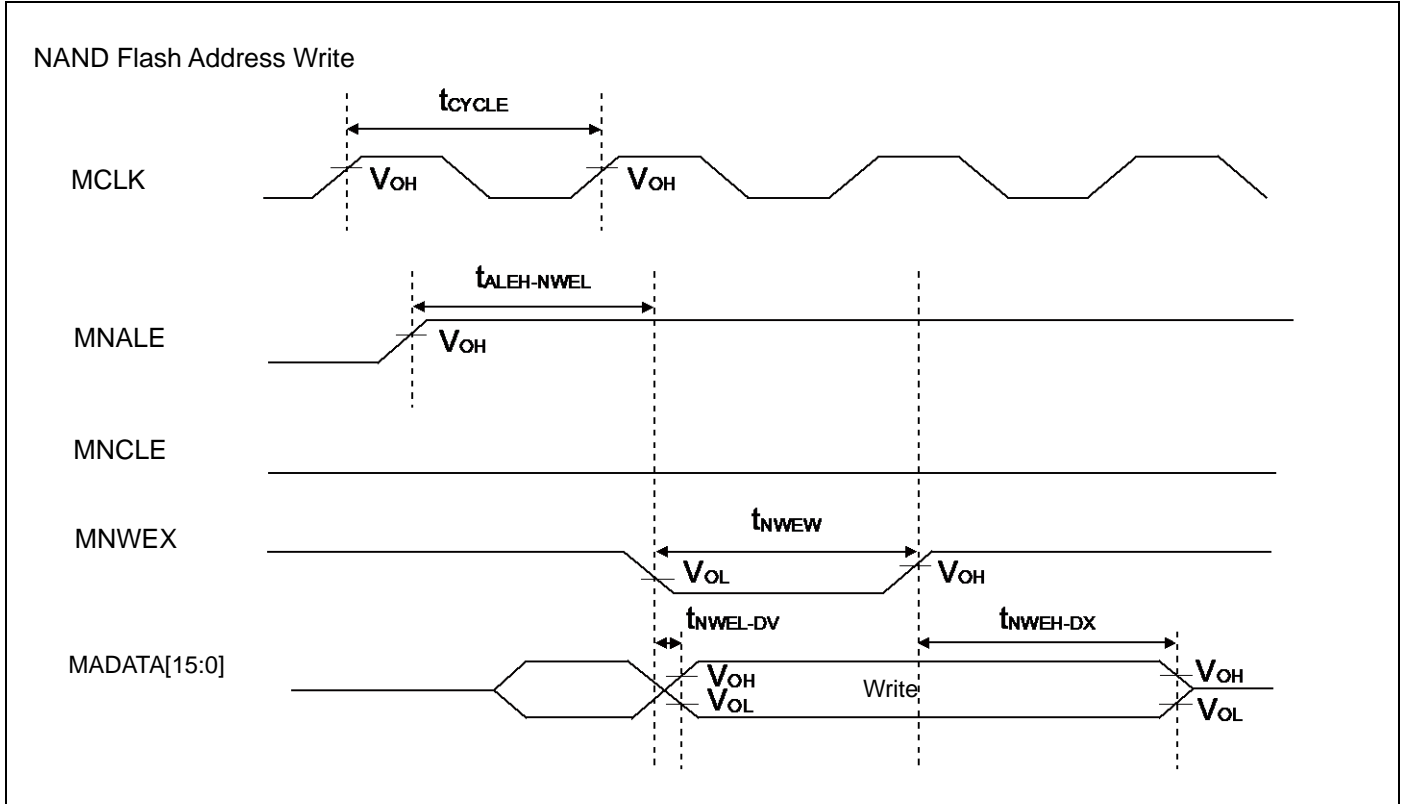 NAND Flash Address Write
tCYCLE
MCLK
VOH
VOH
tALEH-NWEL
MNALE
VOH
MNCLE
tNWEW
MNWEX
VOL
VOH
tNWEL-DV
tNWEH-DX
MADATA[15:0]
VOH
Write
VOH
VOL
VOL